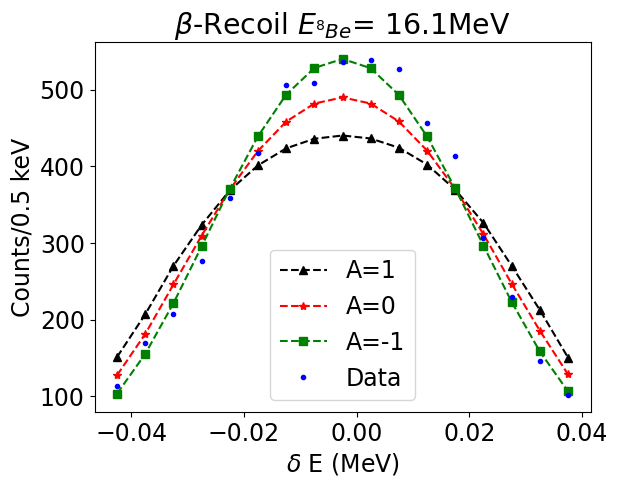 β-Recoil E⁸Be= 16.1MeV
Counts/0.5 keV
500
400
300
200
100
A=1
A=0
A=-1
Data
−0.04 −0.02 0.00 0.02 0.04
δ E (MeV)